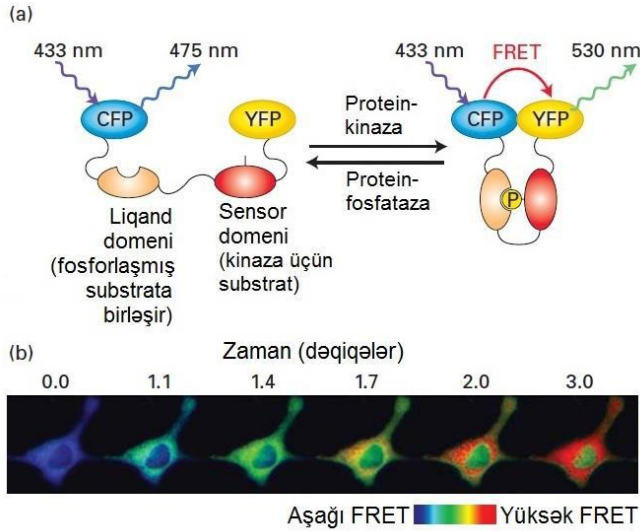 (a)
433 nm 475 nm 433 nm FRET 530 nm
CFP YFP CFP YFP
Protein-
kinaza
Protein-
fosfataza
P
Liqand
domeni
(fosforlaşmış
substrata
birləşir)
Sensor
domeni
(kinaza üçün
substrat)
(b)
Zaman (dəqiqələr)
0.0 1.1 1.4 1.7 2.0 3.0
Aşağı FRET Yüksək FRET